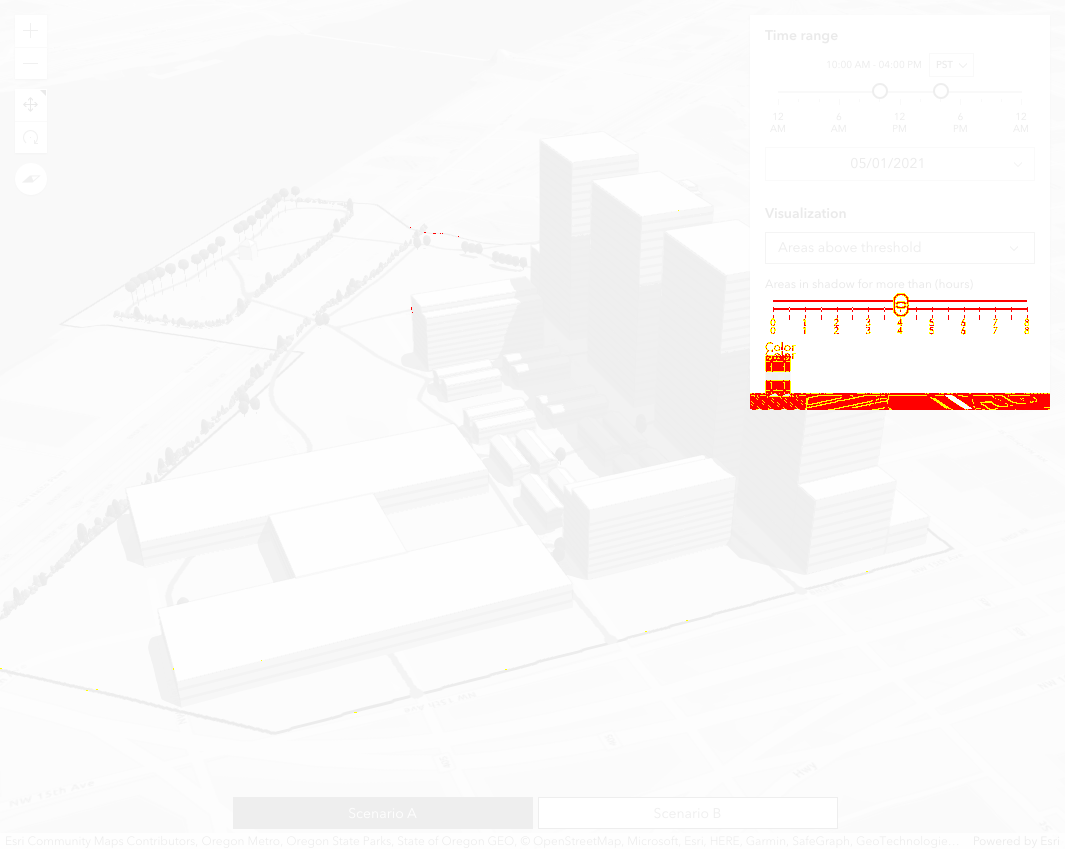 Time range
10:00 AM - 04:00 PM PST
12 AM 6 AM 12 PM 6 PM 12 AM
05/01/2021
Visualization
Areas above threshold
Areas in shadow for more than (hours)
0 1 2 3 4 5 6 7 8
Color
Scenario A Scenario B
Esri Community Maps Contributors, Oregon Metro, Oregon State Parks, State of Oregon GEO, © OpenStreetMap, Microsoft, Esri, HERE, Garmin, SafeGraph, GeoTechnologie... Powered by Esri